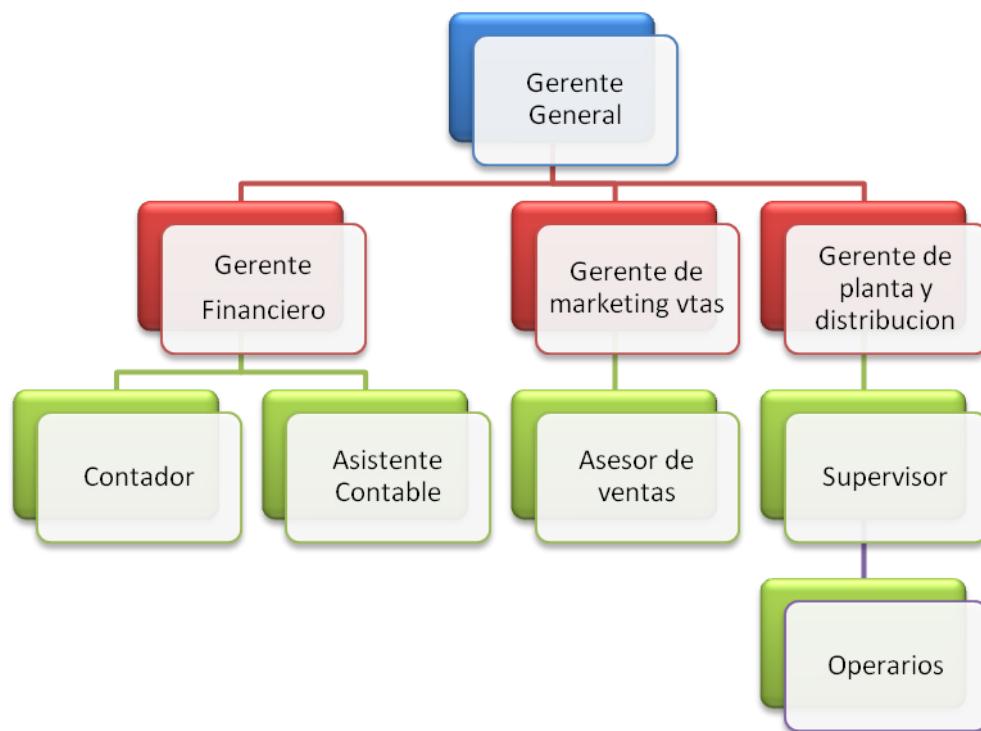 Gerente
General
Gerente
Financiero
Gerente de
marketing vtas
Gerente de
planta y
distribucion
Contador
Asistente
Contable
Asesor de
ventas
Supervisor
Operarios